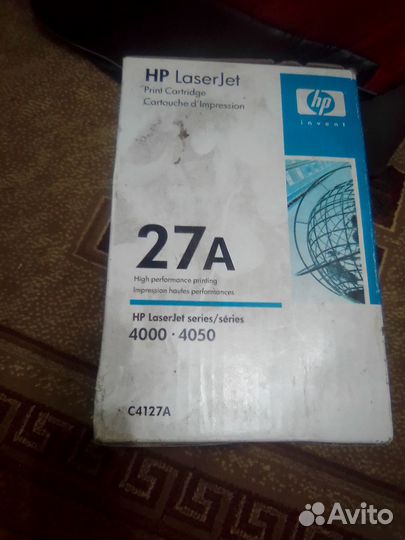 HP LaserJet
Print Cartridge
Cartouche d'Impression
hp
invent
27A
High performance printing
Impression hautes performances
HP LaserJet series/séries
4000 · 4050
C4127A
Avito